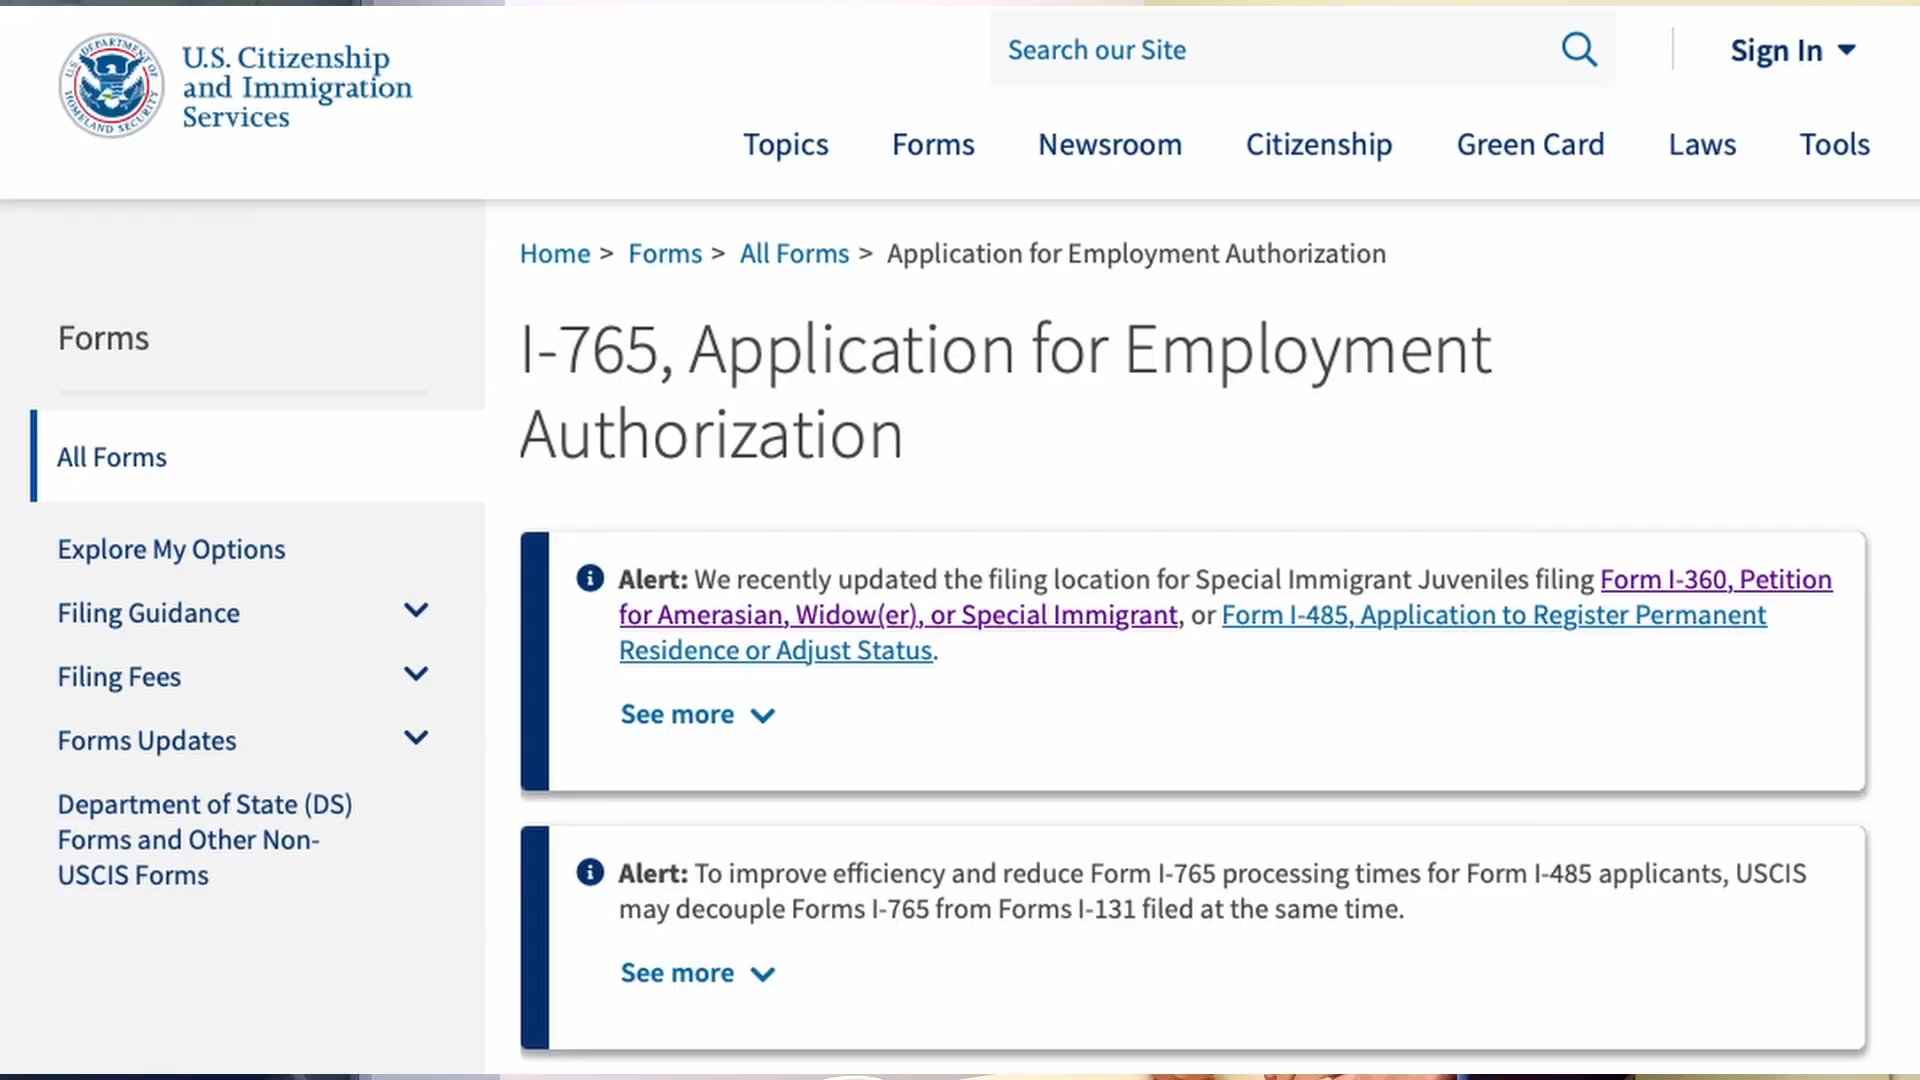 U.S. Citizenship
and Immigration
Services
Search our Site
Sign In
Topics Forms Newsroom Citizenship Green Card Laws Tools
Home > Forms > All Forms > Application for Employment Authorization
Forms
All Forms
Explore My Options
Filing Guidance
Filing Fees
Forms Updates
Department of State (DS)
Forms and Other Non-
USCIS Forms
I-765, Application for Employment
Authorization
Alert: We recently updated the filing location for Special Immigrant Juveniles filing Form I-360, Petition
for Amerasian, Widow(er), or Special Immigrant, or Form I-485, Application to Register Permanent
Residence or Adjust Status.
See more
Alert: To improve efficiency and reduce Form I-765 processing times for Form I-485 applicants, USCIS
may decouple Forms I-765 from Forms I-131 filed at the same time.
See more